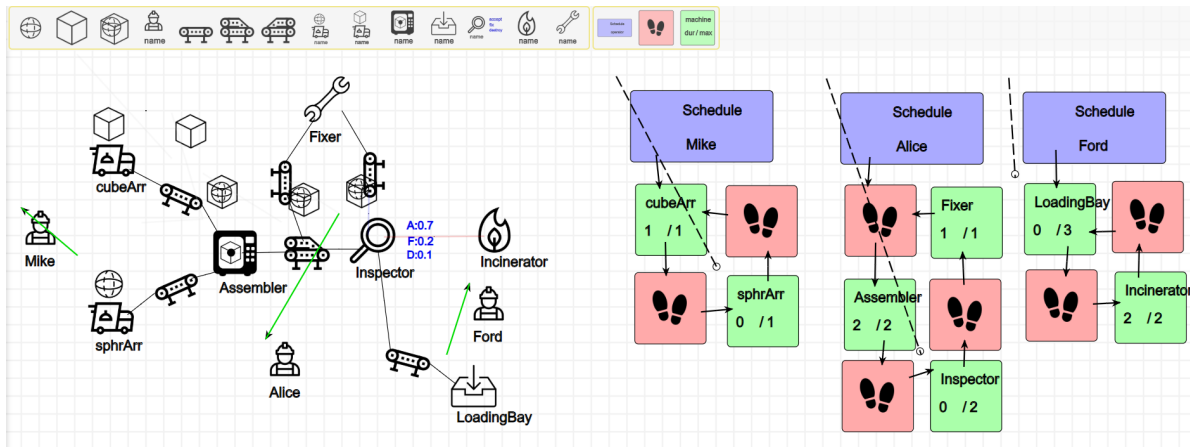 name
name
name
name
name
name
accept
fix
destroy
name
name
Schedule
operator
machine
dur / max
Fixer
cubeArr
Mike
Assembler
A:0.7
F:0.2
D:0.1
Inspector
Incinerator
sphrArr
Alice
Ford
LoadingBay
Schedule
Mike
cubeArr
1 / 1
sphrArr
0 / 1
Schedule
Alice
Fixer
1 / 1
Assembler
2 / 2
Inspector
0 / 2
Schedule
Ford
LoadingBay
0 / 3
Incinerator
2 / 2